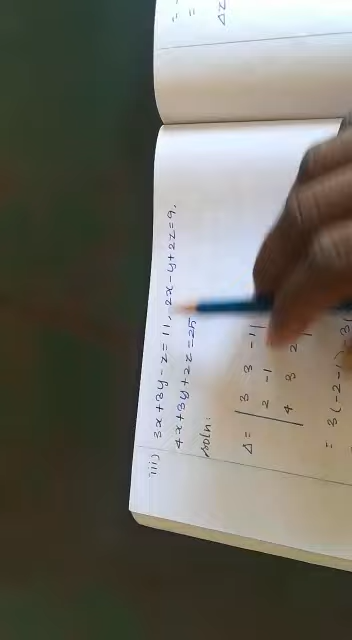 iii) 3x+3y-z=11, 2x-y+2z=9,
4x+3y+2z=25
soln:
Δ= | 3 3 -1 |
2 -1
4 3 2
= 3(-2-